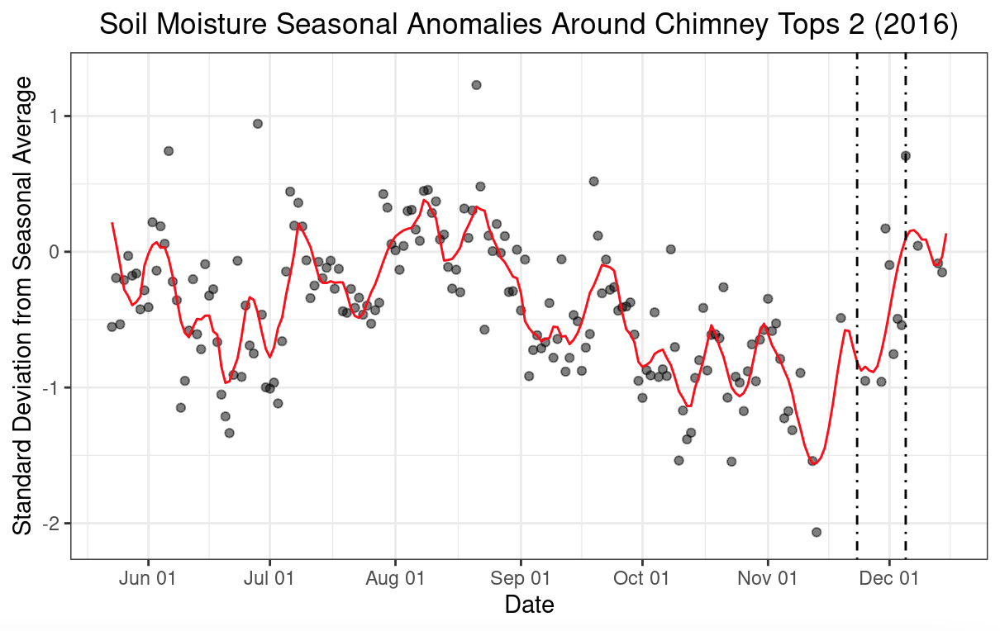 Soil Moisture Seasonal Anomalies Around Chimney Tops 2 (2016)
Standard Deviation from Seasonal Average
1
0
-1
-2
Jun 01 Jul 01 Aug 01 Sep 01 Oct 01 Nov 01 Dec 01
Date